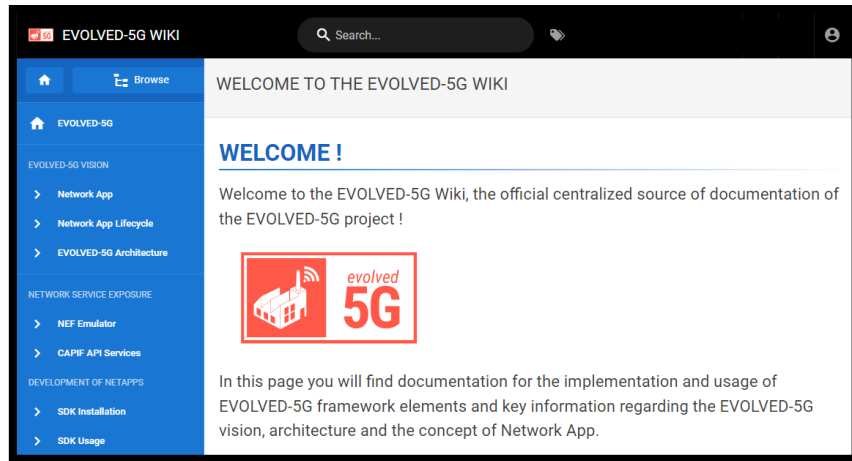 5G EVOLVED-5G WIKI
Search...
Browse
WELCOME TO THE EVOLVED-5G WIKI
EVOLVED-5G
EVOLVED-5G VISION
Network App
Network App Lifecycle
EVOLVED-5G Architecture
NETWORK SERVICE EXPOSURE
NEF Emulator
CAPIF API Services
DEVELOPMENT OF NETAPPS
SDK Installation
SDK Usage
WELCOME !
Welcome to the EVOLVED-5G Wiki, the official centralized source of documentation of
the EVOLVED-5G project !
evolved
5G
In this page you will find documentation for the implementation and usage of
EVOLVED-5G framework elements and key information regarding the EVOLVED-5G
vision, architecture and the concept of Network App.